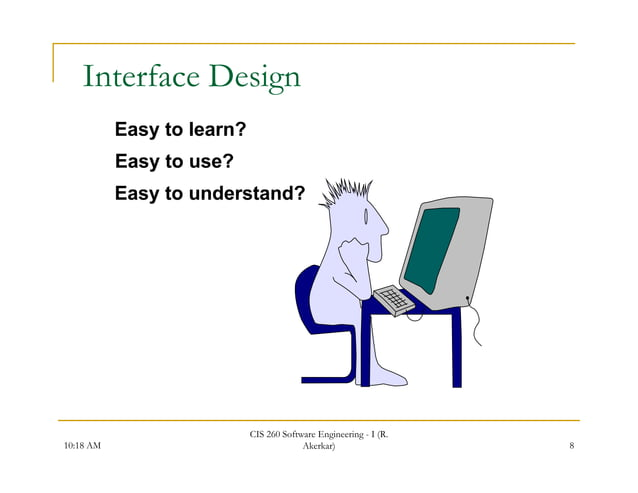 Interface Design
Easy to learn?
Easy to use?
Easy to understand?
10:18 AM
CIS 260 Software Engineering - I (R.
Akerkar)
8